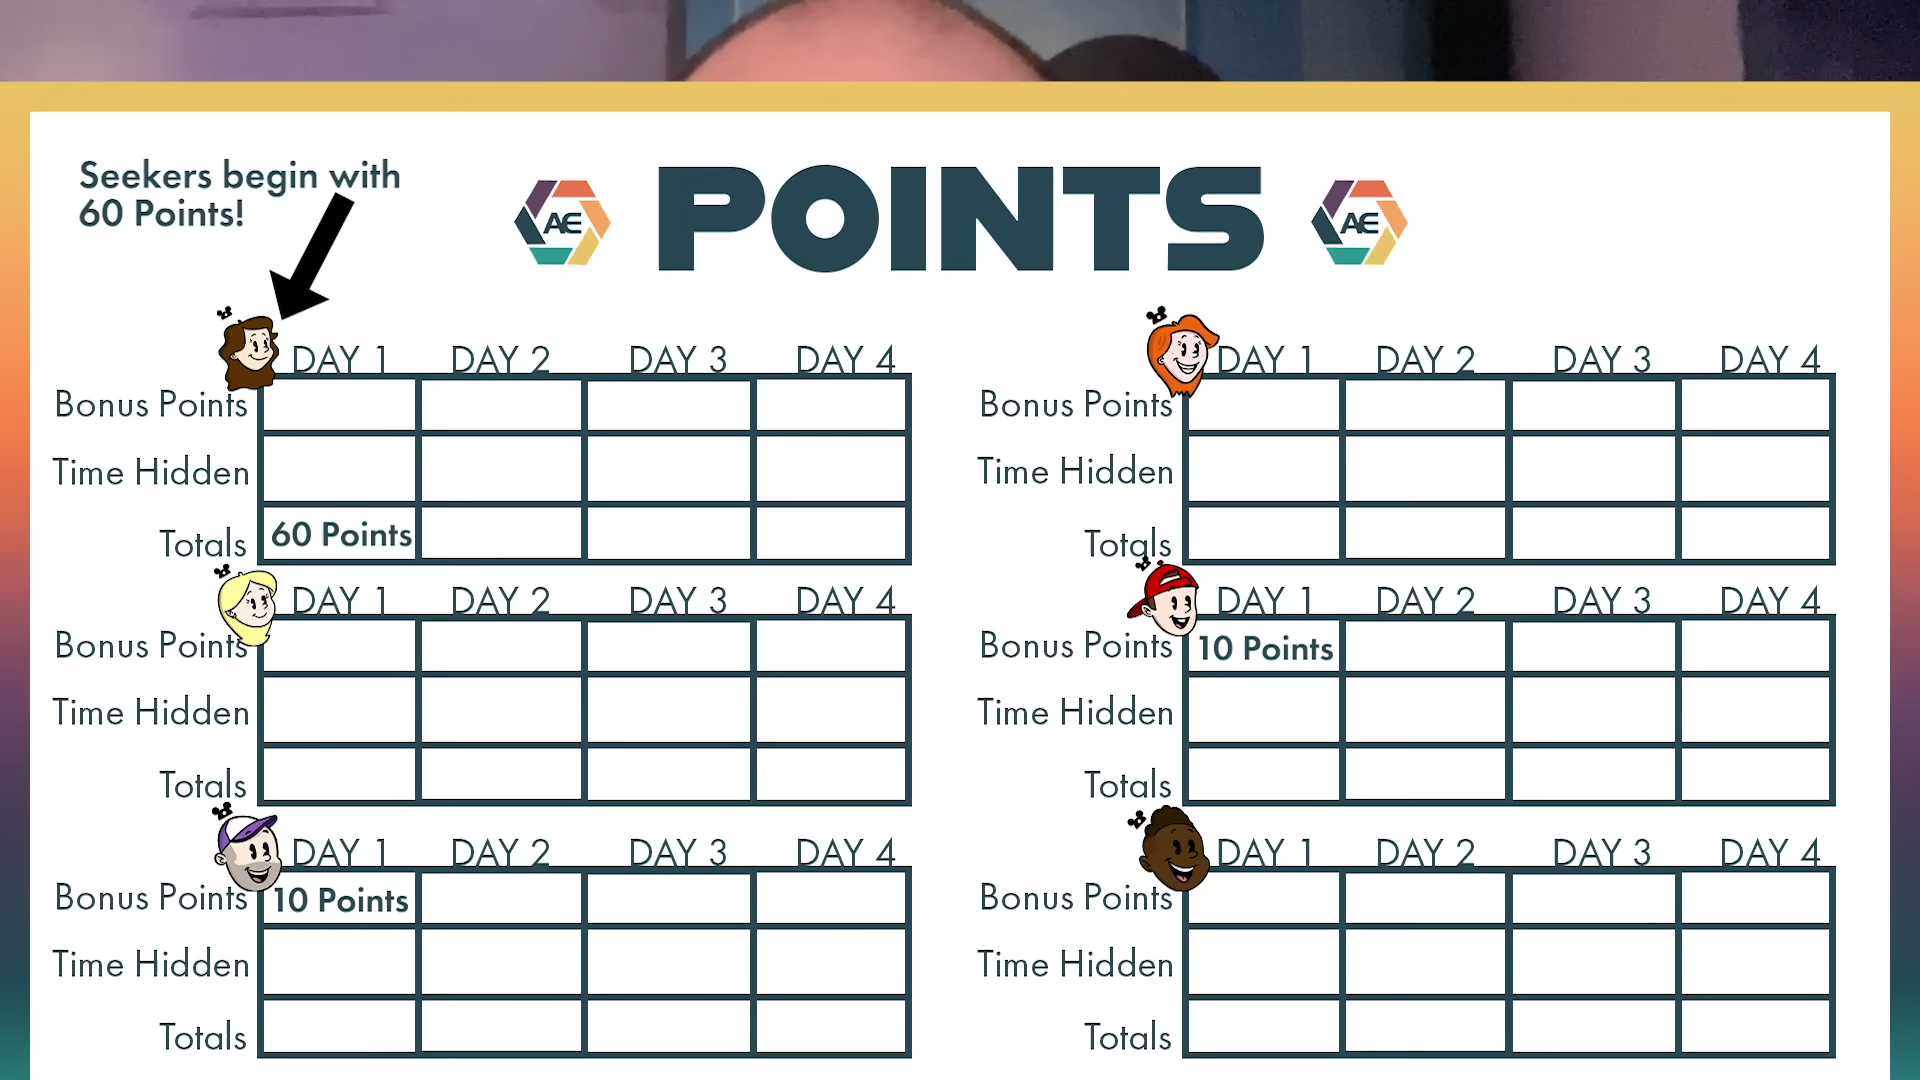 Seekers begin with
60 Points!
AE POINTS AE
DAY 1 DAY 2 DAY 3 DAY 4
Bonus Points
Time Hidden
Totals 60 Points
DAY 1 DAY 2 DAY 3 DAY 4
Bonus Points
Time Hidden
Totals
DAY 1 DAY 2 DAY 3 DAY 4
Bonus Points
Time Hidden
Totals
DAY 1 DAY 2 DAY 3 DAY 4
Bonus Points 10 Points
Time Hidden
Totals
DAY 1 DAY 2 DAY 3 DAY 4
Bonus Points 10 Points
Time Hidden
Totals
DAY 1 DAY 2 DAY 3 DAY 4
Bonus Points
Time Hidden
Totals